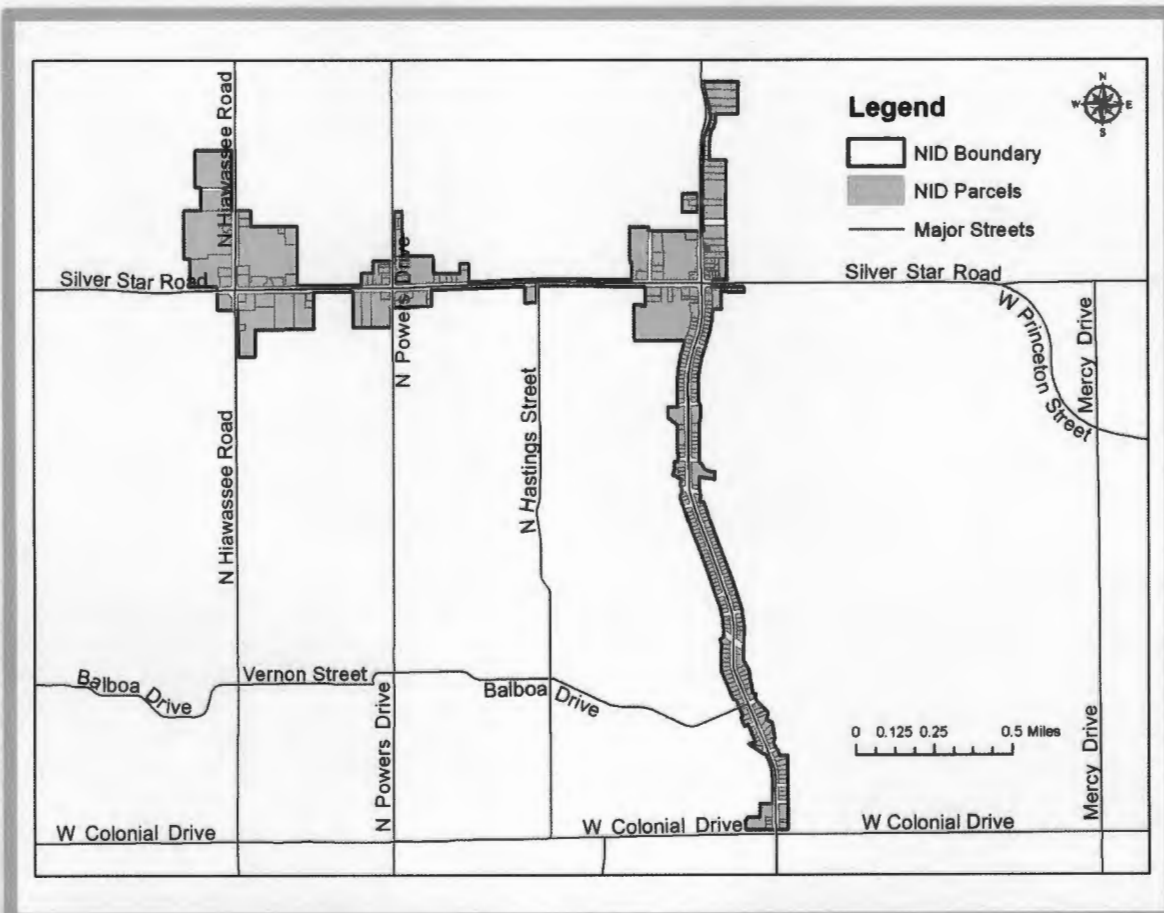 N Hiawassee Road
N
W E
S
Legend
NID Boundary
NID Parcels
Major Streets
Silver Star Road
N Powers Drive
Silver Star Road
W Princeton Street
Mercy Drive
N Hiawassee Road
N Hastings Street
Balboa Drive
Vernon Street
Balboa Drive
N Powers Drive
0 0.125 0.25 0.5 Miles
Mercy Drive
W Colonial Drive
W Colonial Drive
W Colonial Drive